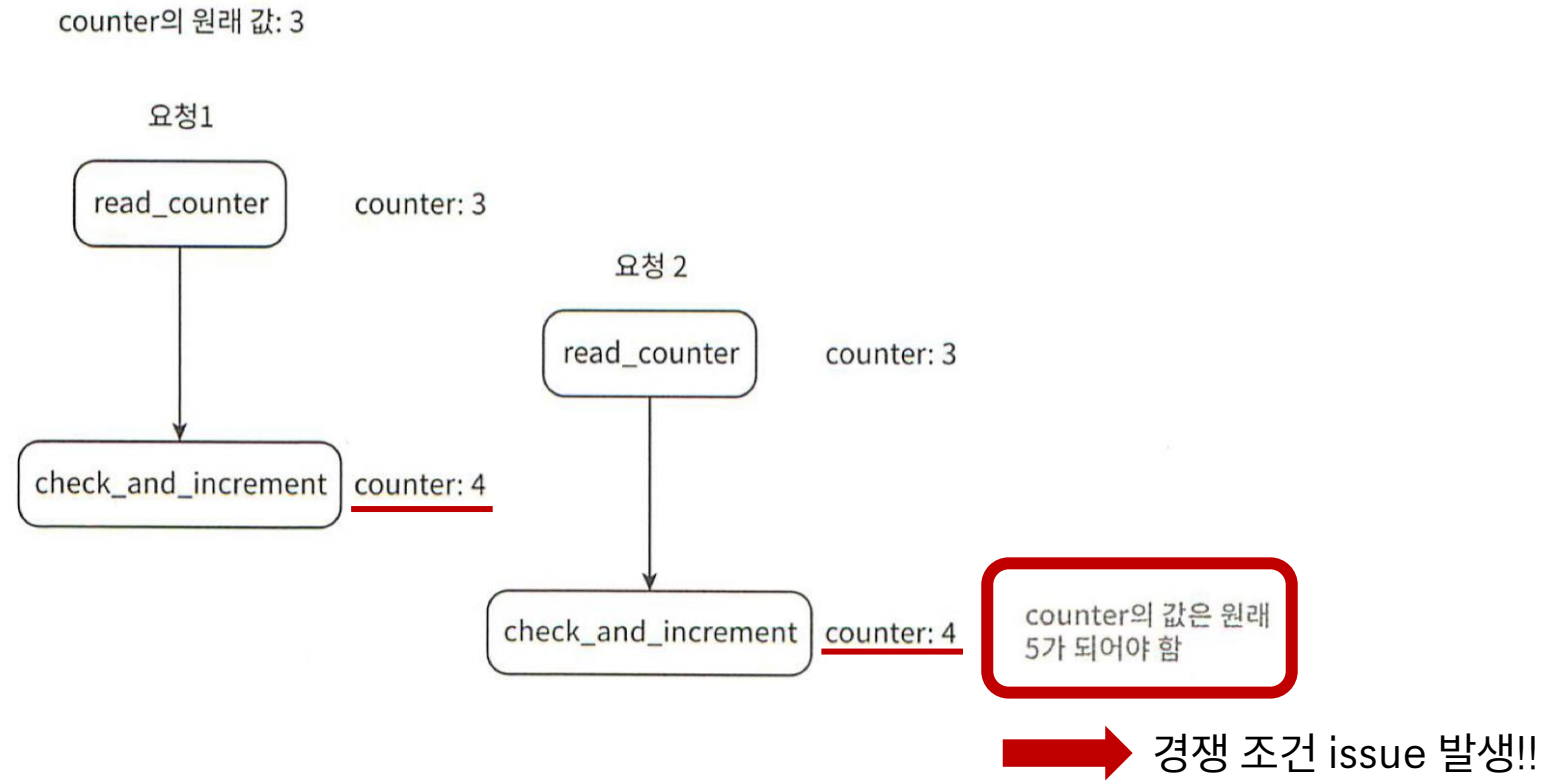 counter의 원래 값: 3
요청1
read_counter
counter: 3
요청 2
read_counter
counter: 3
check_and_increment
counter: 4
check_and_increment
counter: 4
counter의 값은 원래
5가 되어야 함
경쟁 조건 issue 발생!!